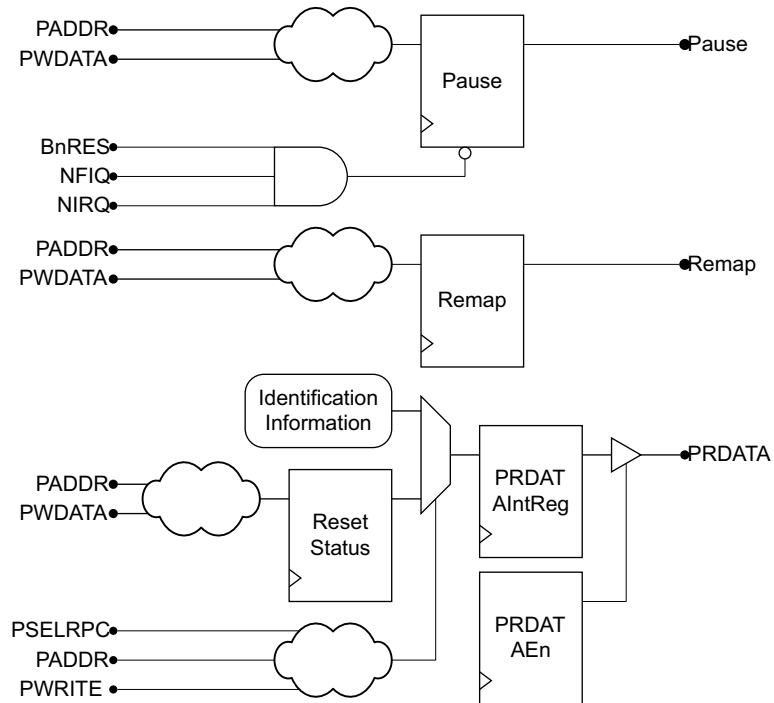 PADDR
PWDATA
Pause
Pause
BnRES
NFIQ
NIRQ
PADDR
PWDATA
Remap
Remap
Identification
Information
PADDR
PWDATA
Reset
Status
PRDAT
AIntReg
PRDATA
PSELRPC
PADDR
PWRITE
PRDAT
AEn